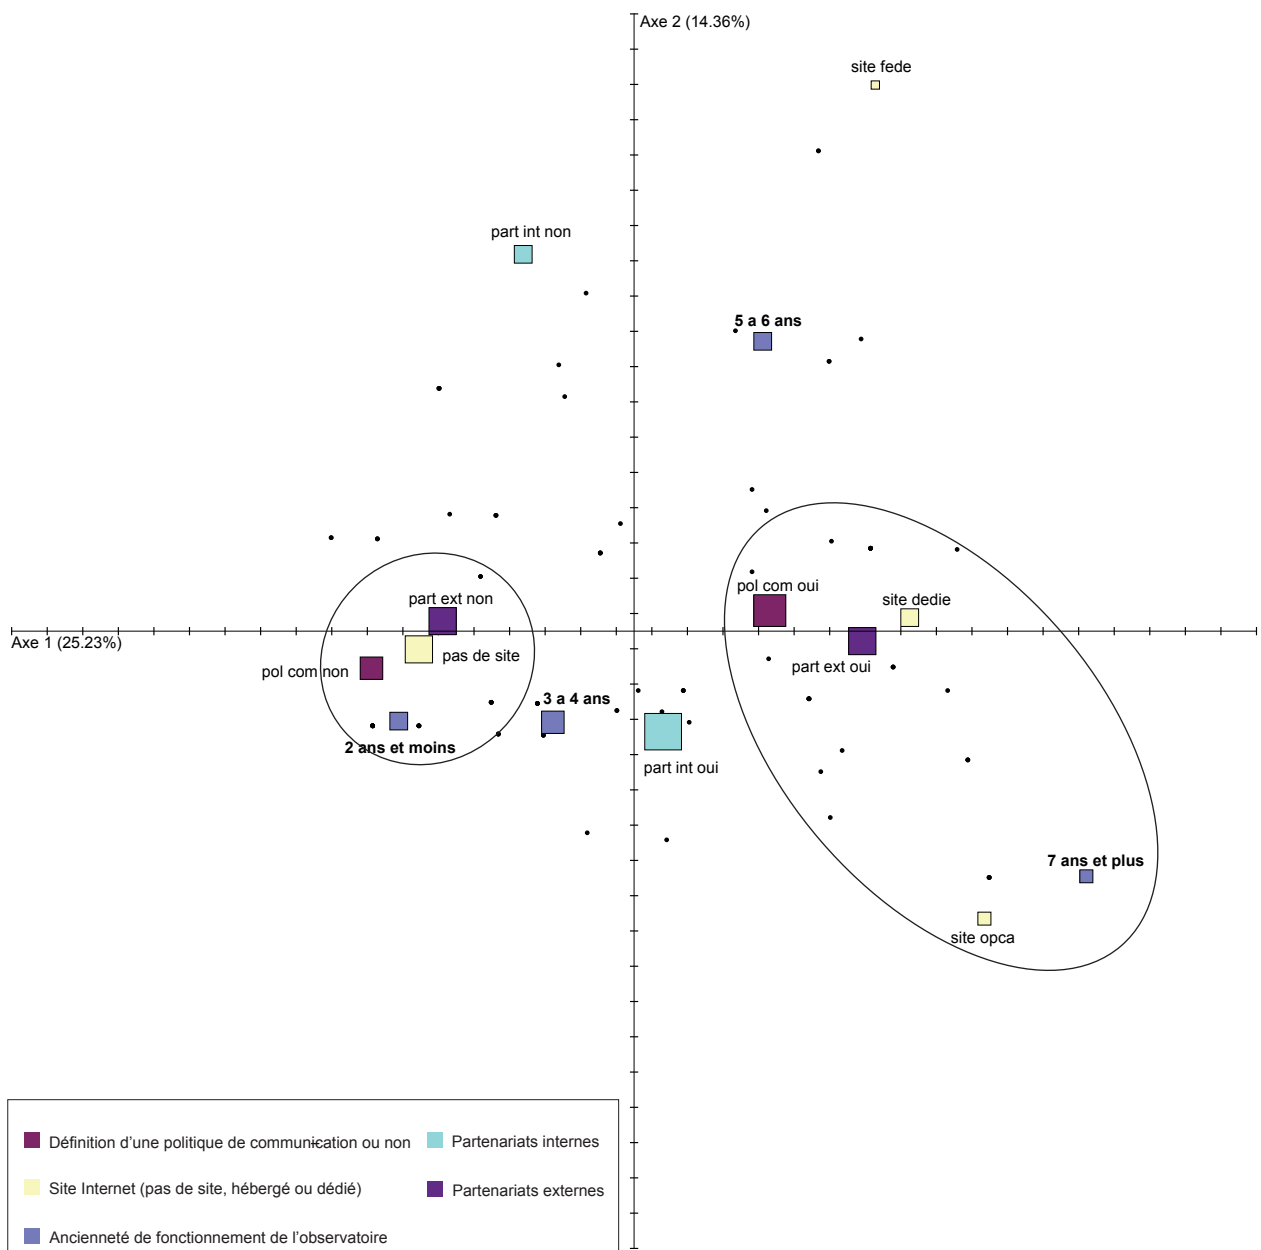 Axe 2 (14.36%)
site fede
part int non
5 a 6 ans
pol com oui
site dedie
part ext non
Axe 1 (25.23%)
pas de site
part ext oui
pol com non
3 a 4 ans
2 ans et moins
part int oui
7 ans et plus
site opca
Définition d’une politique de communication ou non
Partenariats internes
Site Internet (pas de site, hébergé ou dédié)
Partenariats externes
Ancienneté de fonctionnement de l’observatoire